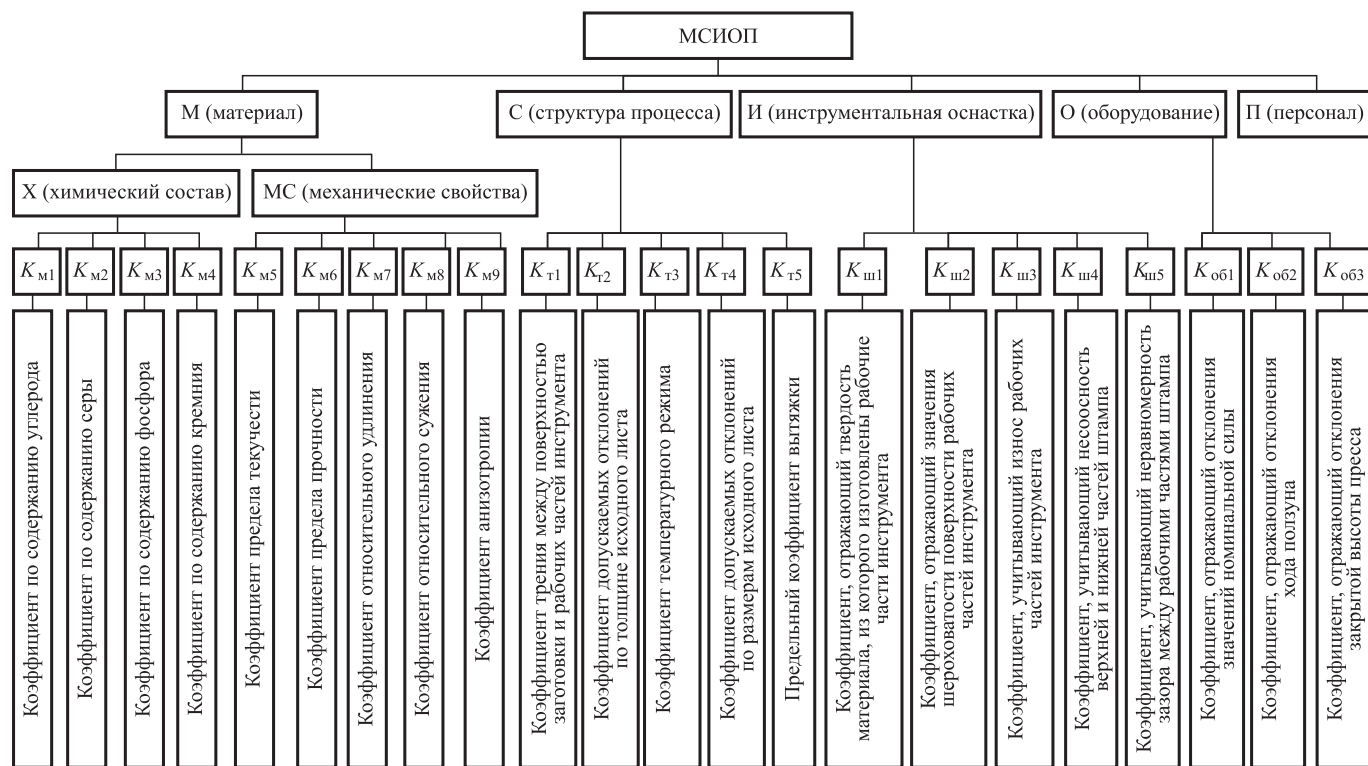 МСИОП
М (материал)
С (структура процесса)
И (инструментальная оснастка)
О (оборудование)
П (персонал)
Х (химический состав)
МС (механические свойства)
Kм1
Kм2
Kм3
Kм4
Kм5
Kм6
Kм7
Kм8
Kм9
Kт1
Kт2
Kт3
Kт4
Kт5
Kш1
Kш2
Kш3
Kш4
Kш5
Kоб1
Kоб2
Kоб3
Коэффициент по содержанию углерода
Коэффициент по содержанию серы
Коэффициент по содержанию фосфора
Коэффициент по содержанию кремния
Коэффициент предела текучести
Коэффициент предела прочности
Коэффициент относительного удлинения
Коэффициент относительного сужения
Коэффициент анизотропии
Коэффициент трения между поверхностью
заготовки и рабочих частей инструмента
Коэффициент допускаемых отклонений
по толщине исходного листа
Коэффициент температурного режима
Коэффициент допускаемых отклонений
по размерам исходного листа
Предельный коэффициент вытяжки
Коэффициент, отражающий твердость
материала, из которого изготовлены рабочие
части инструмента
Коэффициент, отражающий значения
шероховатости поверхности рабочих
частей инструмента
Коэффициент, учитывающий износ рабочих
частей инструмента
Коэффициент, учитывающий несоосность
верхней и нижней частей штампа
Коэффициент, учитывающий неравномерность
зазора между рабочими частями штампа
Коэффициент, отражающий отклонения
значений номинальной силы
Коэффициент, отражающий отклонения
хода ползуна
Коэффициент, отражающий отклонения
закрытой высоты пресса